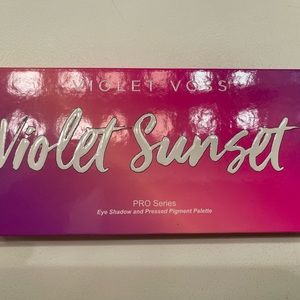 VIOLET VOSS
Violet Sunset
PRO Series
Eye Shadow and Pressed Pigment Palette